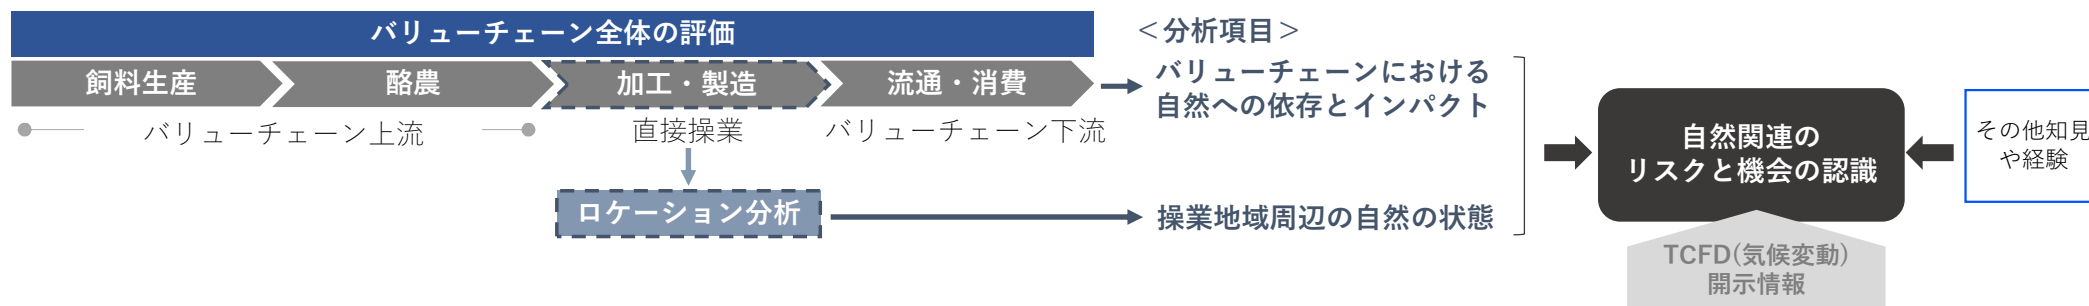 バリューチェーン全体の評価
飼料生産
酪農
加工・製造
流通・消費
バリューチェーン上流
直接操業
バリューチェーン下流
ロケーション分析
＜分析項目＞
バリューチェーンにおける
自然への依存とインパクト
操業地域周辺の自然の状態
自然関連の
リスクと機会の認識
TCFD(気候変動)
開示情報
その他知見
や経験